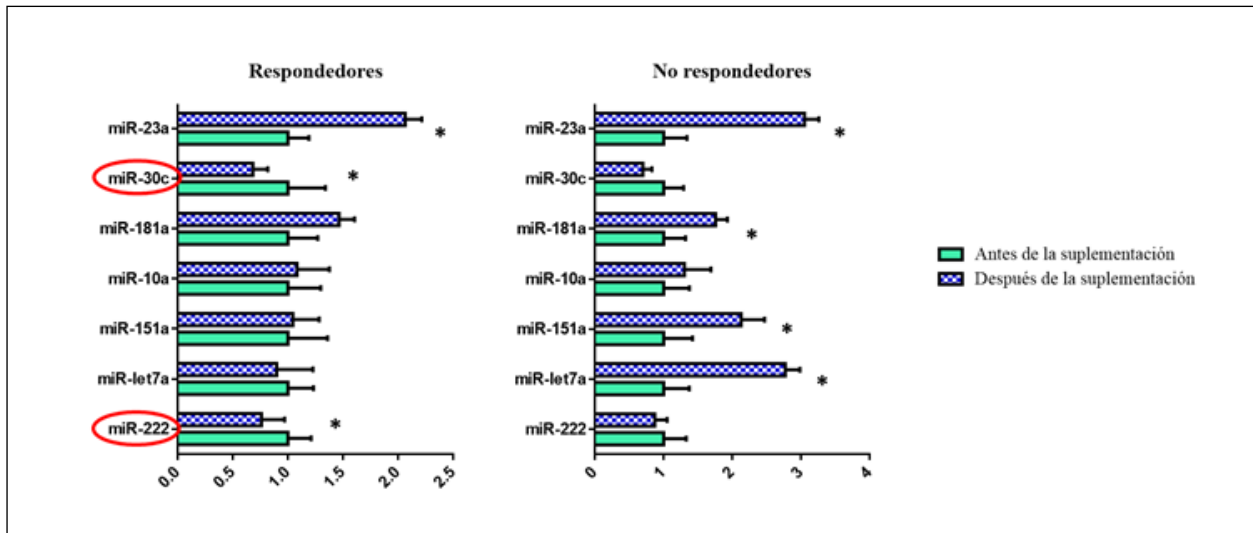 Respondedores
miR-23a
*
miR-30c
*
miR-181a
miR-10a
miR-151a
miR-let7a
miR-222
*
0.0 0.5 1.0 1.5 2.0 2.5
No respondedores
miR-23a
*
miR-30c
miR-181a
*
miR-10a
miR-151a
*
miR-let7a
*
miR-222
0 1 2 3 4
Antes de la suplementación
Después de la suplementación